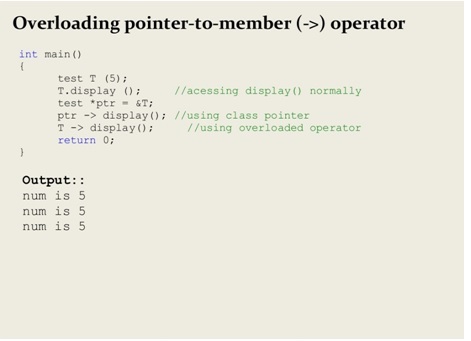 Overloading pointer-to-member (->) operator
int main()
{
test T (5);
T.display (); //acessing display() normally
test *ptr = &T;
ptr -> display(); //using class pointer
T -> display(); //using overloaded operator
return 0;
}
Output::
num is 5
num is 5
num is 5